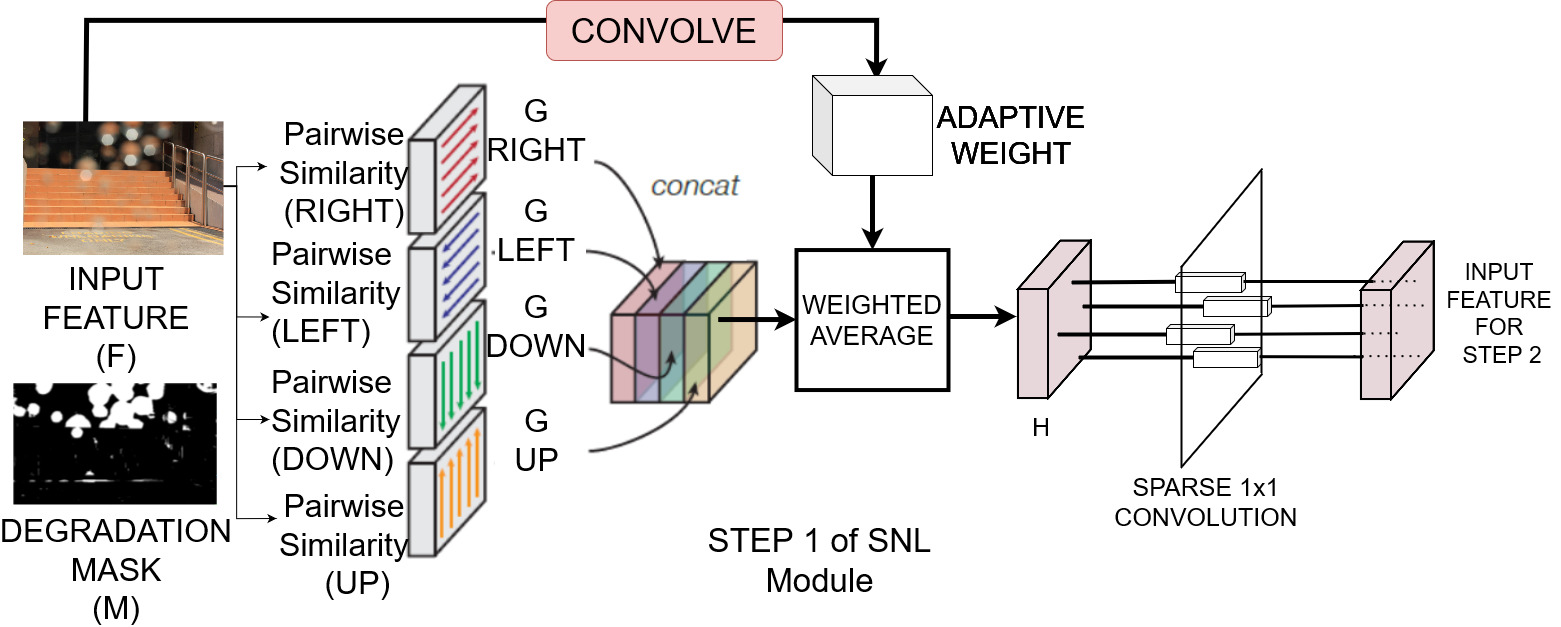 CONVOLVE
ADAPTIVE
WEIGHT
INPUT
FEATURE
(F)
DEGRADATION
MASK
(M)
Pairwise
Similarity
(RIGHT)
Pairwise
Similarity
(LEFT)
Pairwise
Similarity
(DOWN)
Pairwise
Similarity
(UP)
G
RIGHT
G
LEFT
G
DOWN
G
UP
concat
WEIGHTED
AVERAGE
H
SPARSE 1x1
CONVOLUTION
INPUT
FEATURE
FOR
STEP 2
STEP 1 of SNL
Module